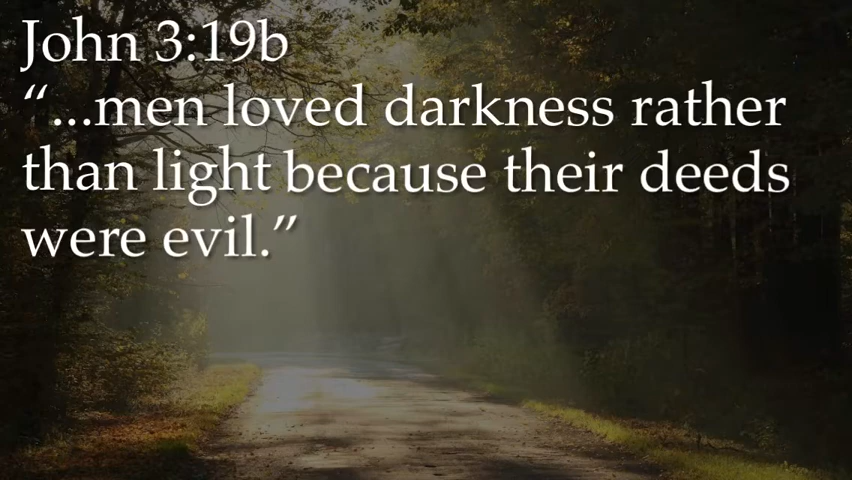 John 3:19b
“...men loved darkness rather
than light because their deeds
were evil.”